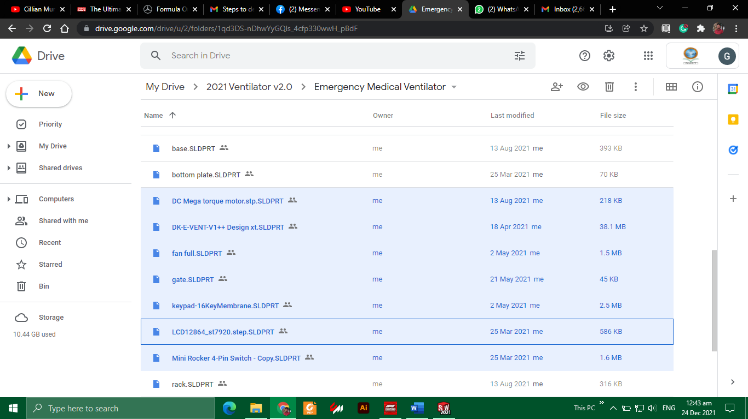 Cillian Mu
The Ultima
Formula O
Steps to de
(2) Messen
YouTube
Emergency
(2) WhatsA
Inbox (2,6
drive.google.com/drive/u/2/folders/
Drive
Search in Drive
G
New
My Drive > 2021 Ventilator v2.0 > Emergency Medical Ventilator
Name Owner Last modified File size
Priority
My Drive
Shared drives
Computers
Shared with me
Recent
Starred
Bin
Storage
10.44 GB used
base.SLDPRT me 13 Aug 2021 me 393 KB
bottom plate.SLDPRT me 25 Mar 2021 me 70 KB
DC Mega torque motor.stp.SLDPRT me 13 Aug 2021 me 218 KB
DK-E-VENT-V1++ Design xt.SLDPRT me 18 Apr 2021 me 38.1 MB
fan full.SLDPRT me 2 May 2021 me 1.5 MB
gate.SLDPRT me 21 May 2021 me 45 KB
keypad-16KeyMembrane.SLDPRT me 2 May 2021 me 2.5 MB
LCD12864_st7920.step.SLDPRT me 25 Mar 2021 me 586 KB
Mini Rocker 4-Pin Switch - Copy.SLDPRT me 25 Mar 2021 me 1.6 MB
rack.SLDPRT me 13 Aug 2021 me 316 KB
Type here to search
This PC
ENG
12:43 am
24 Dec 2021